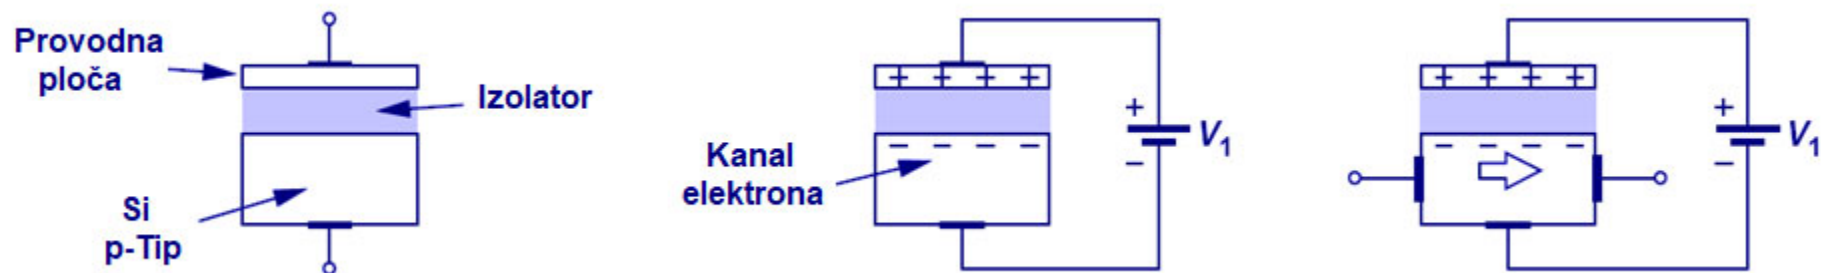 Provodna
ploča
Izolator
Si
p-Tip
+ + + +
- - - -
Kanal
elektrona
+
V1
-
+ + + +
- - - -
+
V1
-